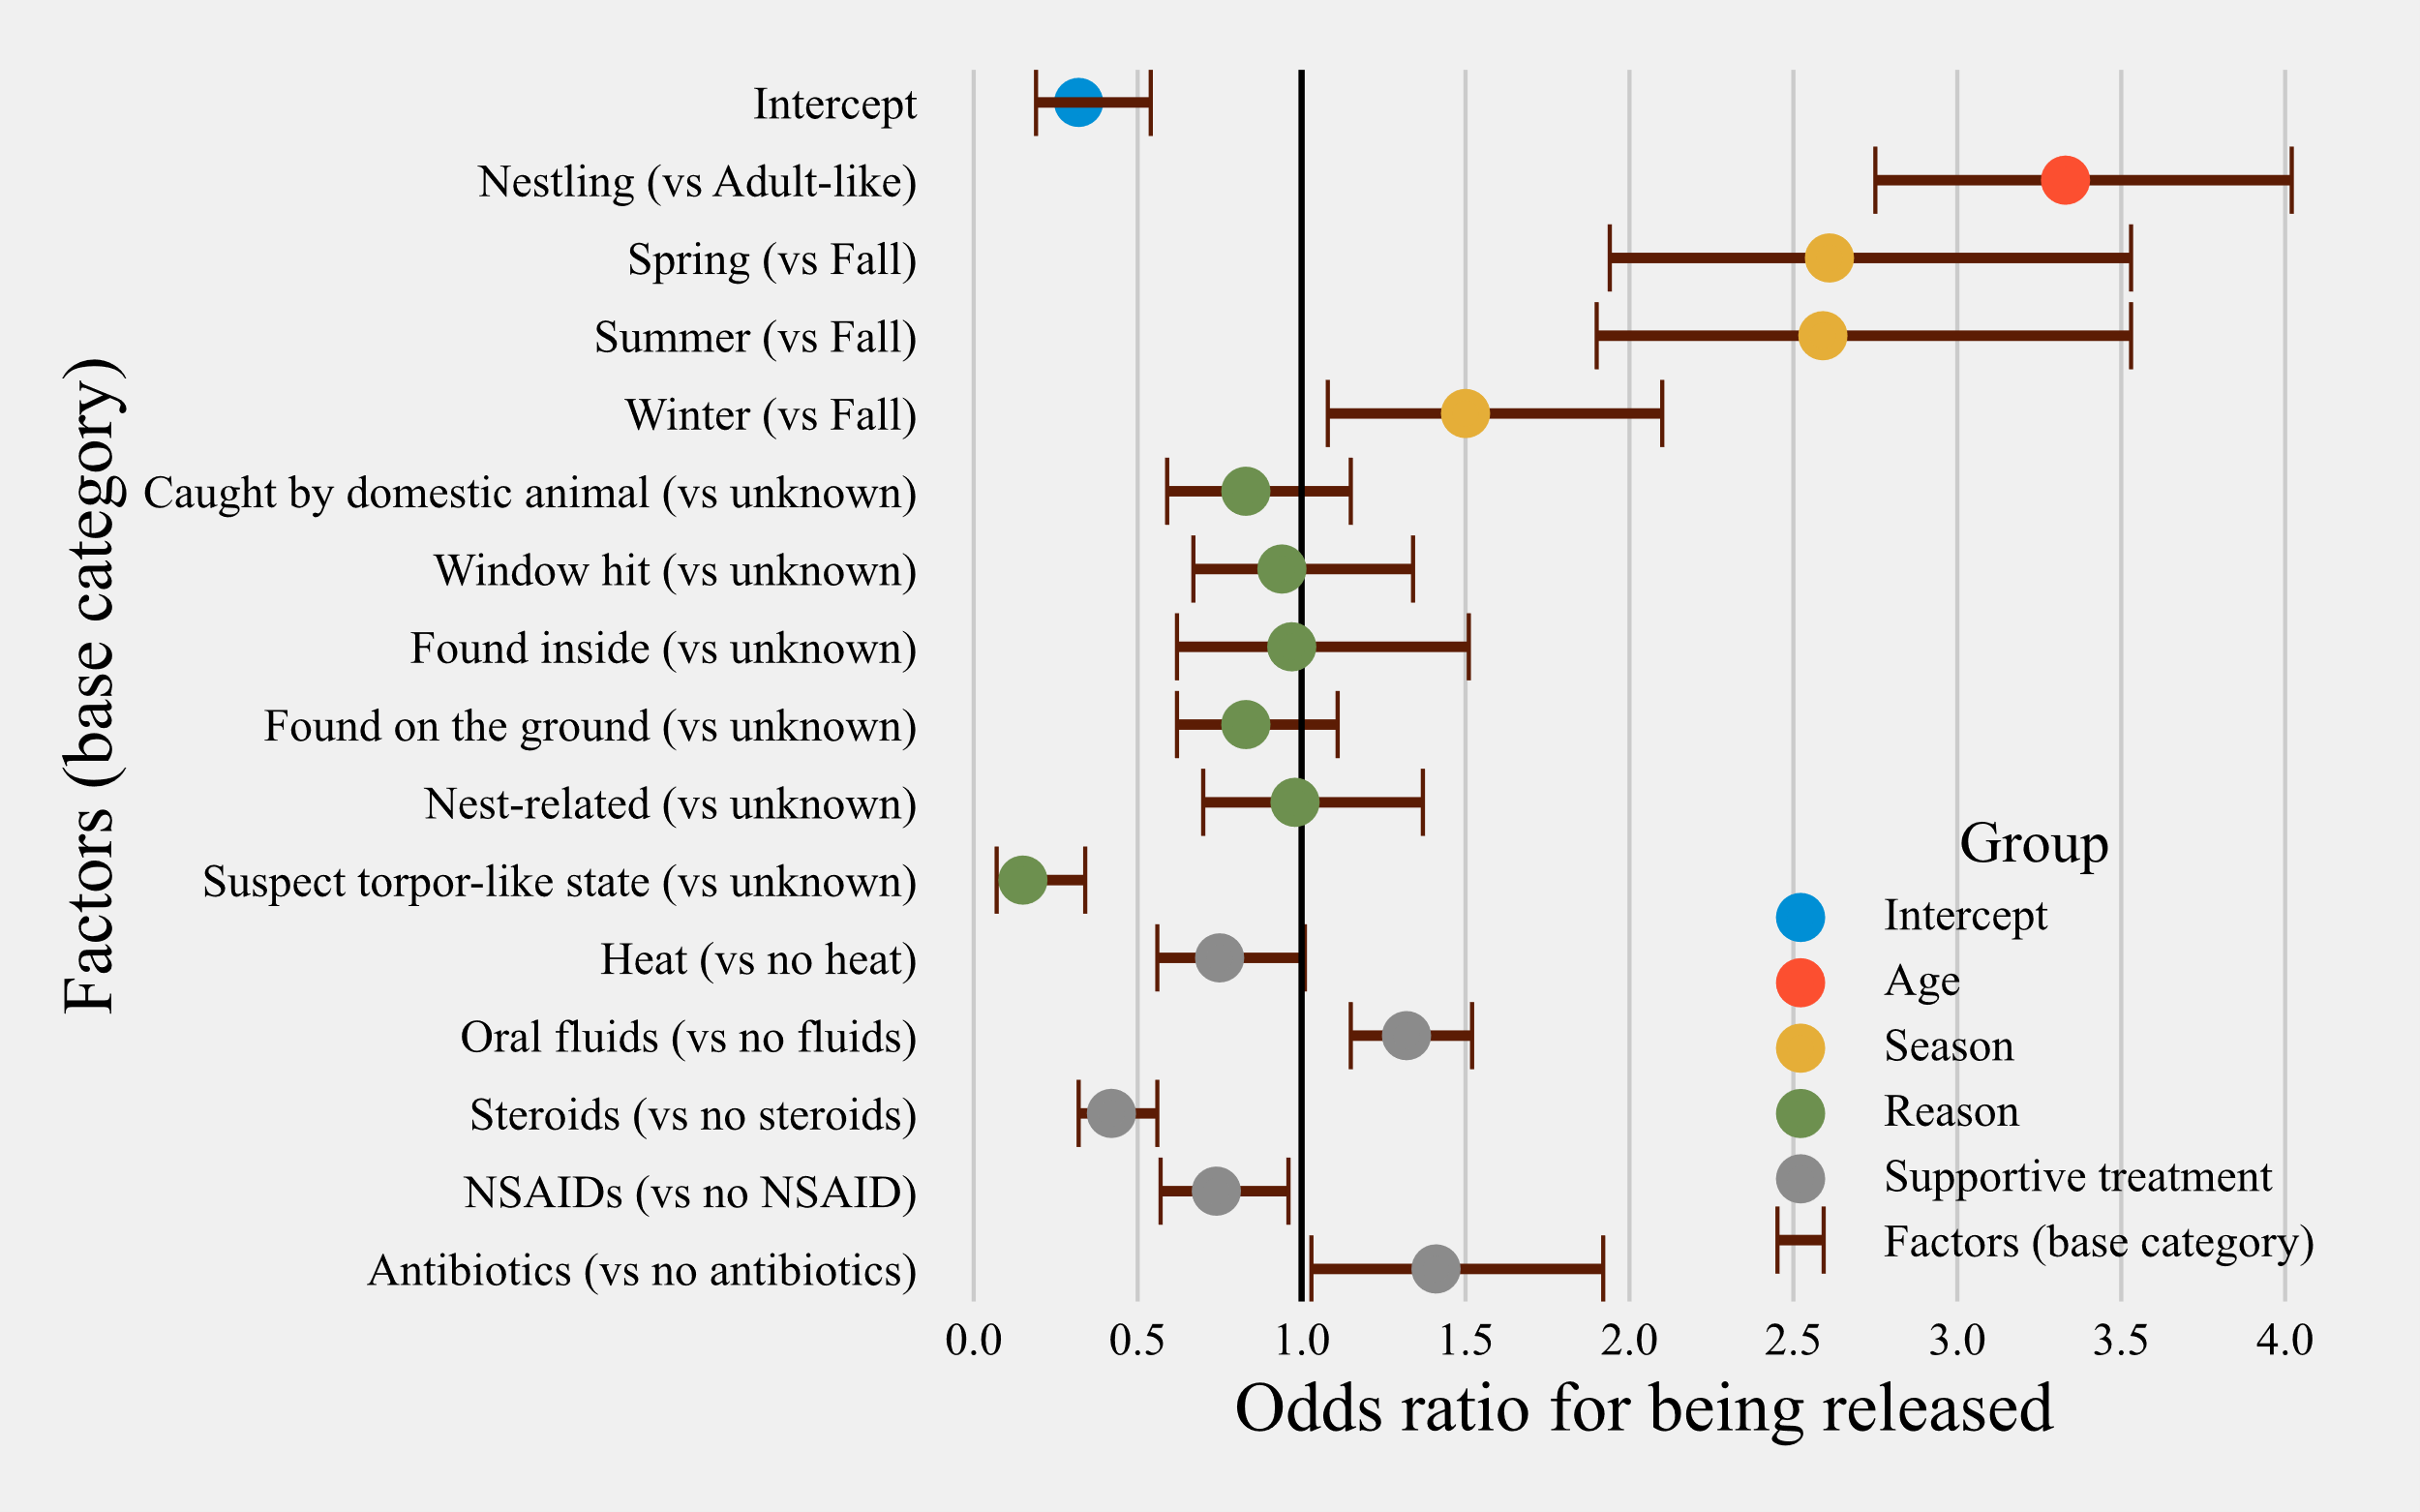 Intercept
Nestling (vs Adult-like)
Spring (vs Fall)
Summer (vs Fall)
Winter (vs Fall)
Caught by domestic animal (vs unknown)
Window hit (vs unknown)
Found inside (vs unknown)
Found on the ground (vs unknown)
Nest-related (vs unknown)
Suspect torpor-like state (vs unknown)
Heat (vs no heat)
Oral fluids (vs no fluids)
Steroids (vs no steroids)
NSAIDs (vs no NSAID)
Antibiotics (vs no antibiotics)
Factors (base category)
Group
Intercept
Age
Season
Reason
Supportive treatment
Factors (base category)
0.0 0.5 1.0 1.5 2.0 2.5 3.0 3.5 4.0
Odds ratio for being released